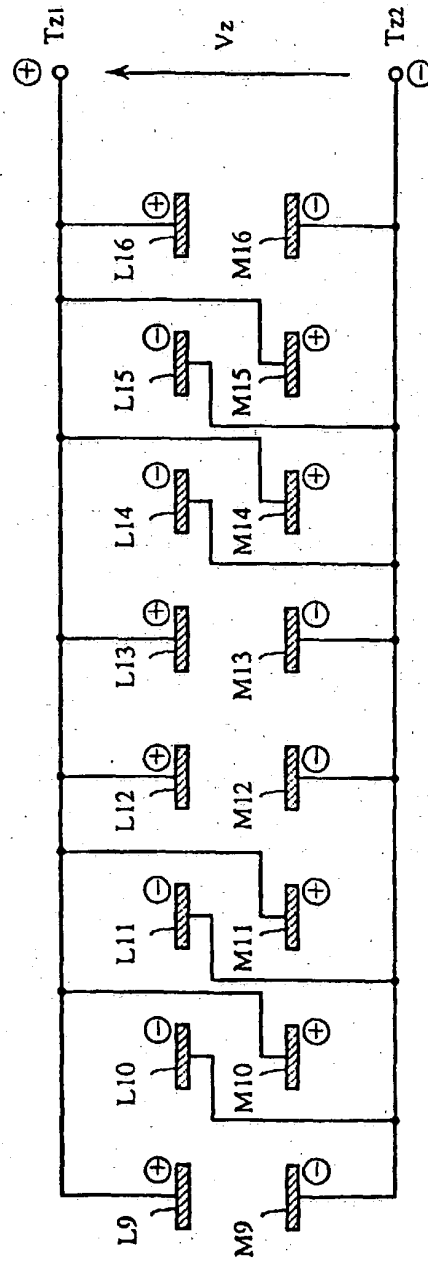 ⊕ Tz1
Vz
⊖ Tz2
L9 ⊕
L10 ⊖
L11 ⊖
L12 ⊕
L13 ⊕
L14 ⊖
L15 ⊖
L16 ⊕
M9 ⊖
M10 ⊕
M11 ⊕
M12 ⊖
M13 ⊖
M14 ⊕
M15 ⊕
M16 ⊖